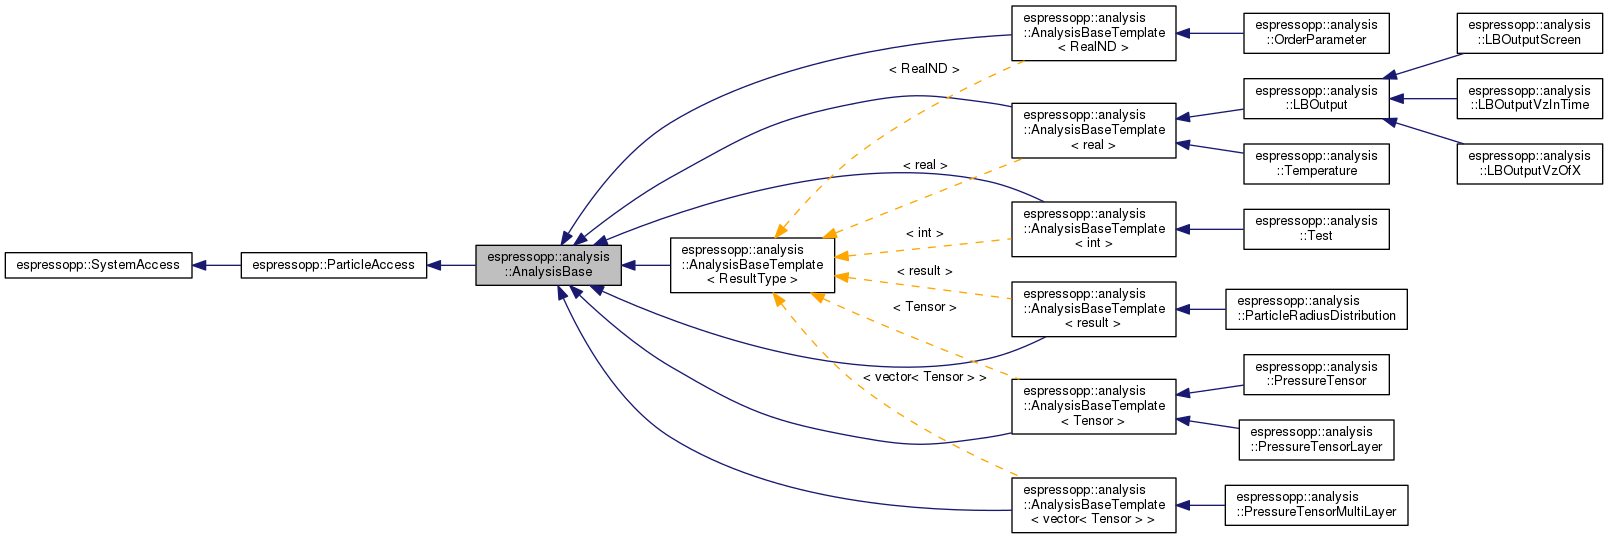 espressopp::SystemAccess
espressopp::ParticleAccess
espressopp::analysis
::AnalysisBase
espressopp::analysis
::AnalysisBaseTemplate
< ResultType >
< RealND >
< real >
< int >
< result >
< Tensor >
< vector< Tensor > >
espressopp::analysis
::AnalysisBaseTemplate
< RealND >
espressopp::analysis
::AnalysisBaseTemplate
< real >
espressopp::analysis
::AnalysisBaseTemplate
< int >
espressopp::analysis
::AnalysisBaseTemplate
< result >
espressopp::analysis
::AnalysisBaseTemplate
< Tensor >
espressopp::analysis
::AnalysisBaseTemplate
< vector< Tensor > >
espressopp::analysis
::OrderParameter
espressopp::analysis
::LBOutput
espressopp::analysis
::Temperature
espressopp::analysis
::Test
espressopp::analysis
::ParticleRadiusDistribution
espressopp::analysis
::PressureTensor
espressopp::analysis
::PressureTensorLayer
espressopp::analysis
::PressureTensorMultiLayer
espressopp::analysis
::LBOutputScreen
espressopp::analysis
::LBOutputVzInTime
espressopp::analysis
::LBOutputVzOfX